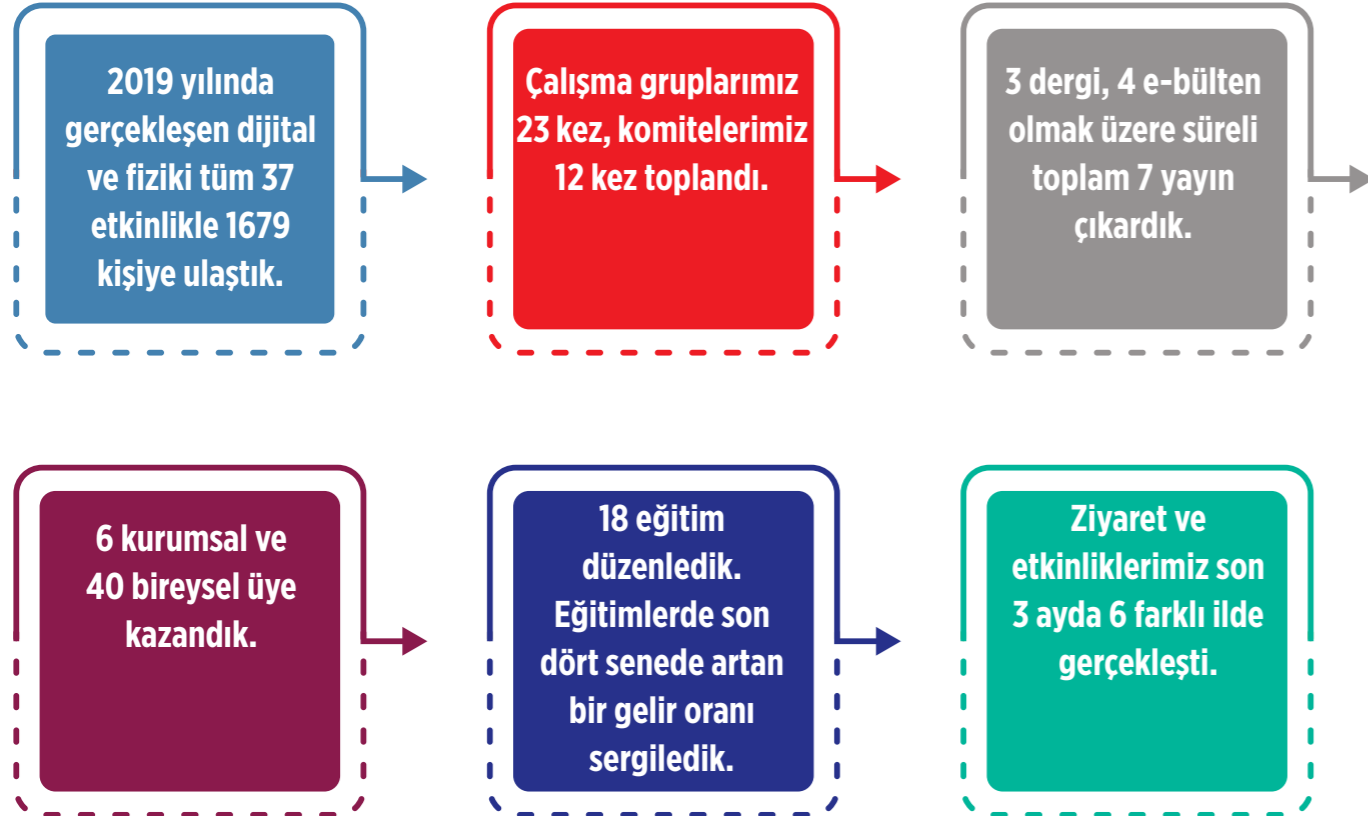 2019 yılında
gerçekleşen dijital
ve fiziki tüm 37
etkinlikle 1679
kişiye ulaştık.
Çalışma gruplarımız
23 kez, komitelerimiz
12 kez toplandı.
3 dergi, 4 e-bülten
olmak üzere süreli
toplam 7 yayın
çıkardık.
6 kurumsal ve
40 bireysel üye
kazandık.
18 eğitim
düzenledik.
Eğitimlerde son
dört senede artan
bir gelir oranı
sergiledik.
Ziyaret ve
etkinliklerimiz son
3 ayda 6 farklı ilde
gerçekleşti.